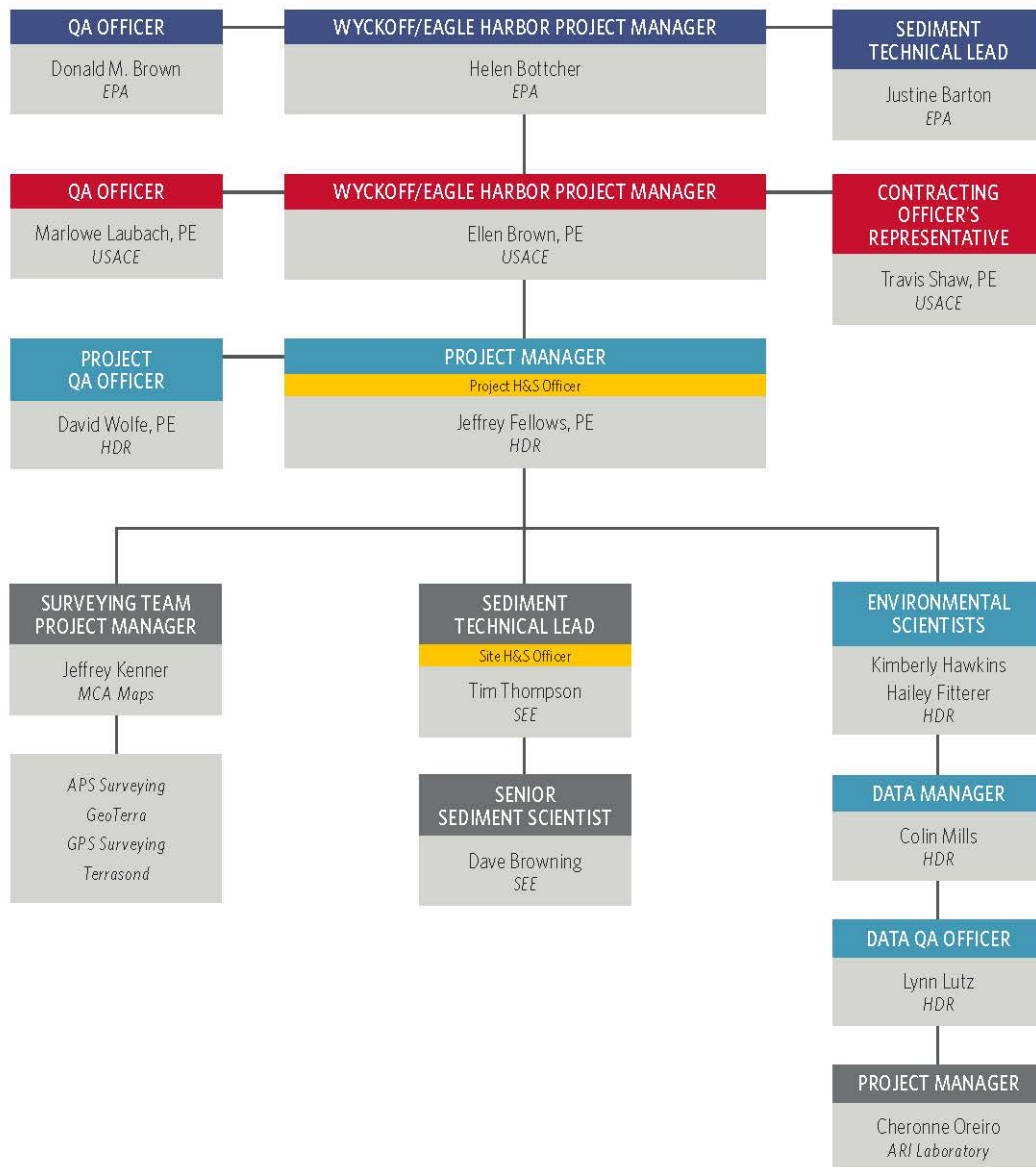 QA OFFICER
Donald M. Brown
EPA
WYCKOFF/EAGLE HARBOR PROJECT MANAGER
Helen Bottcher
EPA
SEDIMENT
TECHNICAL LEAD
Justine Barton
EPA
QA OFFICER
Marlowe Laubach, PE
USACE
WYCKOFF/EAGLE HARBOR PROJECT MANAGER
Ellen Brown, PE
USACE
CONTRACTING
OFFICER'S
REPRESENTATIVE
Travis Shaw, PE
USACE
PROJECT
QA OFFICER
David Wolfe, PE
HDR
PROJECT MANAGER
Project H&S Officer
Jeffrey Fellows, PE
HDR
SURVEYING TEAM
PROJECT MANAGER
Jeffrey Kenner
MCA Maps
APS Surveying
GeoTerra
GPS Surveying
Terrasond
SEDIMENT
TECHNICAL LEAD
Site H&S Officer
Tim Thompson
SEE
SENIOR
SEDIMENT SCIENTIST
Dave Browning
SEE
ENVIRONMENTAL
SCIENTISTS
Kimberly Hawkins
Hailey Fitterer
HDR
DATA MANAGER
Colin Mills
HDR
DATA QA OFFICER
Lynn Lutz
HDR
PROJECT MANAGER
Cheronne Oreiro
ARI Laboratory